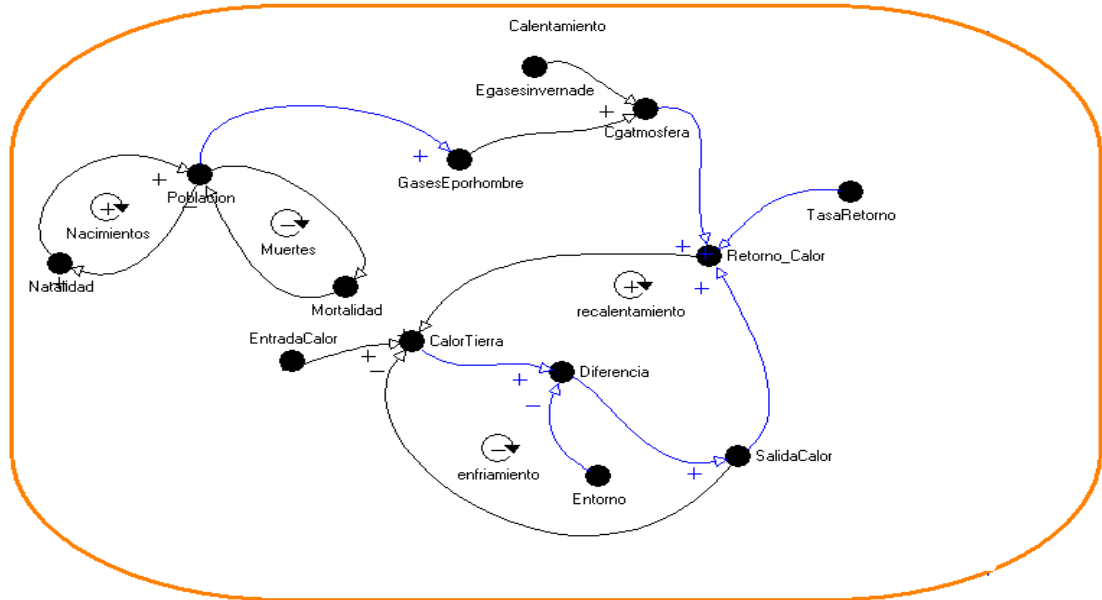 Calentamiento
Egasesinvernade
+
Cgatmosfera
+
GasesEporhombre
+
Poblacion
−
+
Nacimientos
−
Muertes
TasaRetorno
+
+
Retorno_Calor
Natalidad
+
Mortalidad
+
+
recalentamiento
EntradaCalor
+
CalorTierra
+
−
+
Diferencia
−
−
enfriamiento
+
SalidaCalor
Entorno